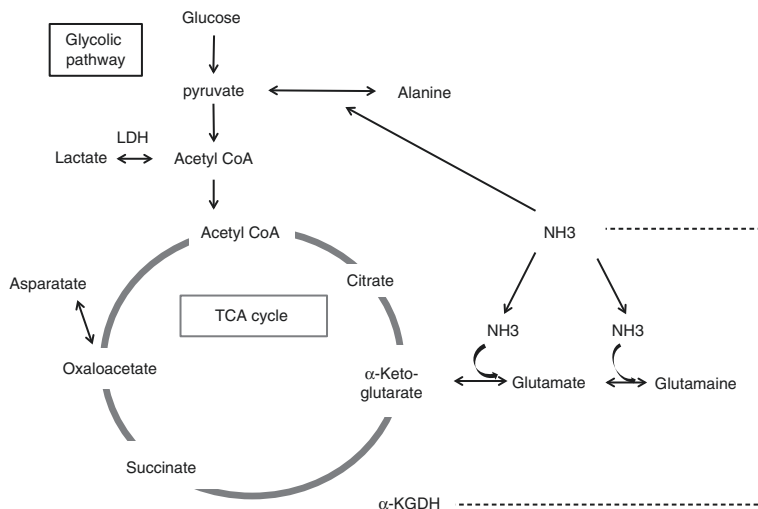 Glucose
Glycolic
pathway
pyruvate
Alanine
LDH
Lactate
Acetyl CoA
Acetyl CoA
NH3
Asparatate
Citrate
TCA cycle
NH3
NH3
Oxaloacetate
α-Keto-
glutarate
Glutamate
Glutamaine
Succinate
α-KGDH